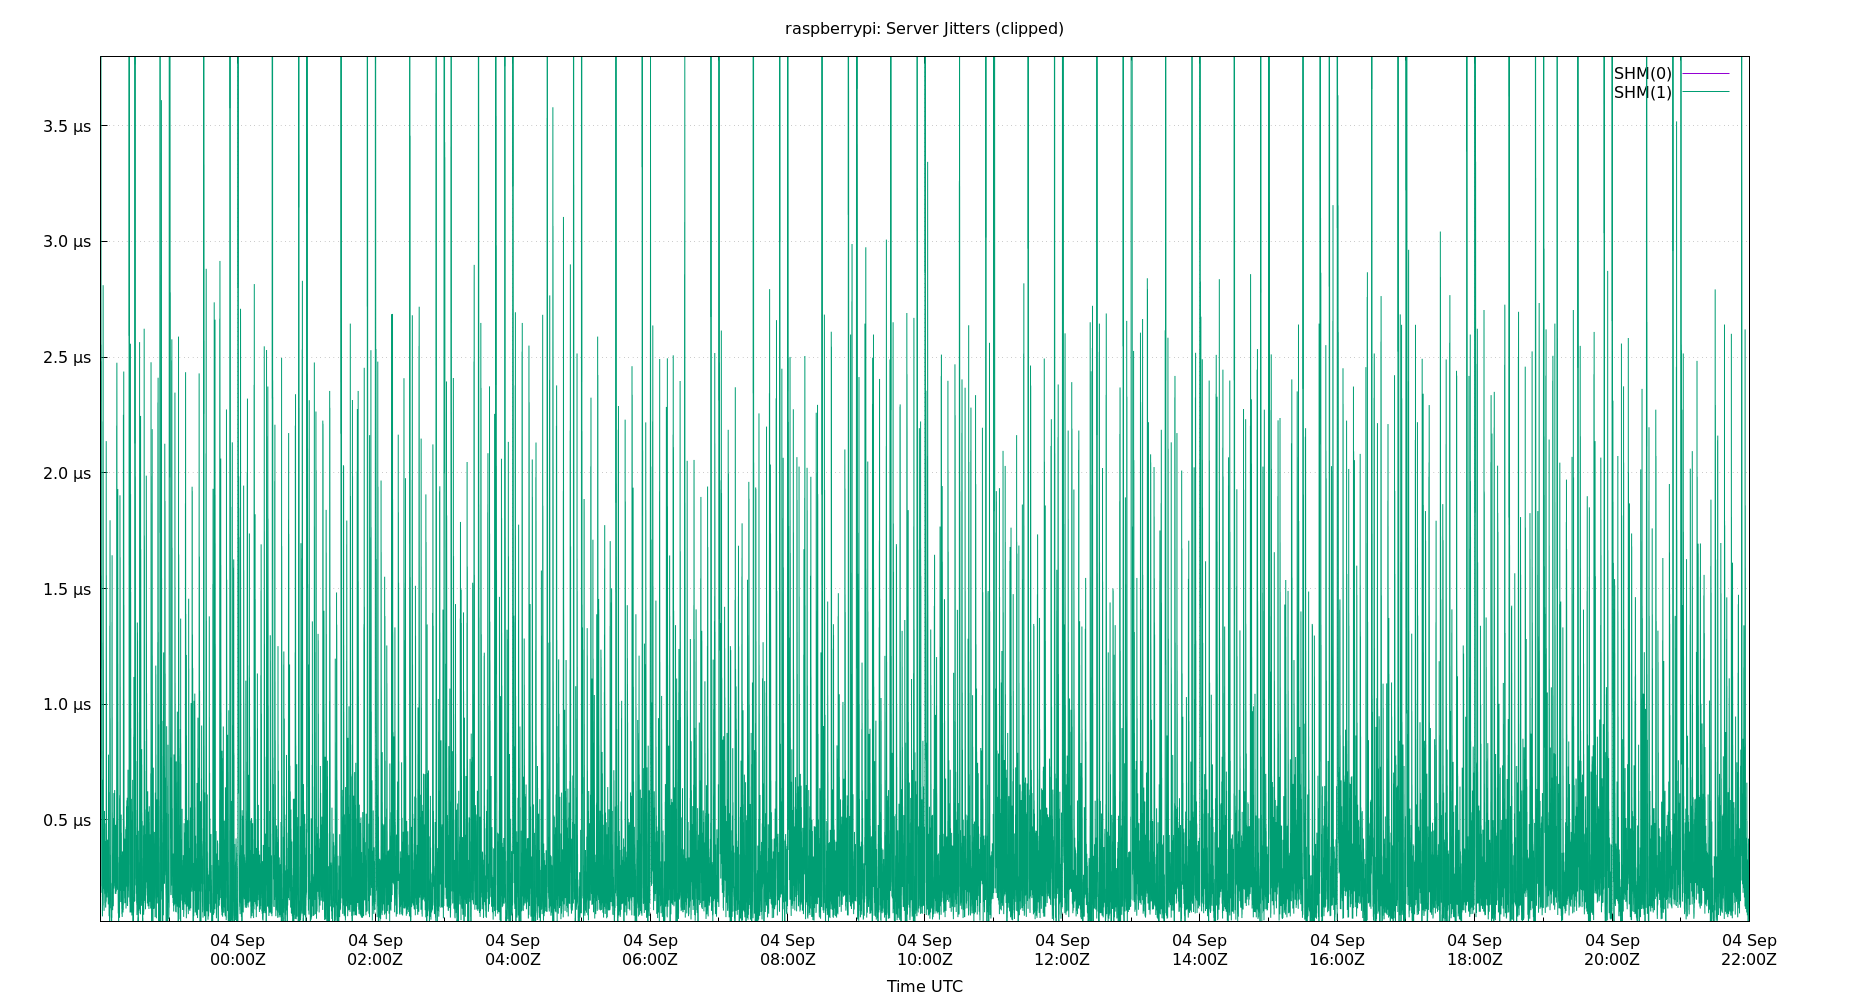 raspberrypi: Server Jitters (clipped)
SHM(0)
SHM(1)
3.5 µs
3.0 µs
2.5 µs
2.0 µs
1.5 µs
1.0 µs
0.5 µs
04 Sep 04 Sep 04 Sep 04 Sep 04 Sep 04 Sep 04 Sep 04 Sep 04 Sep 04 Sep 04 Sep 04 Sep
00:00Z 02:00Z 04:00Z 06:00Z 08:00Z 10:00Z 12:00Z 14:00Z 16:00Z 18:00Z 20:00Z 22:00Z
Time UTC